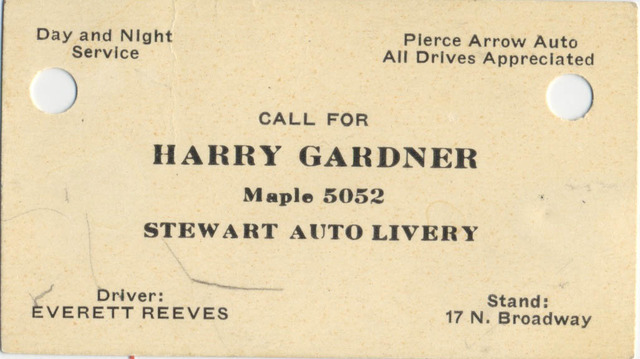 Day and Night
Service
Pierce Arrow Auto
All Drives Appreciated
CALL FOR
HARRY GARDNER
Maple 5052
STEWART AUTO LIVERY
Driver:
EVERETT REEVES
Stand:
17 N. Broadway